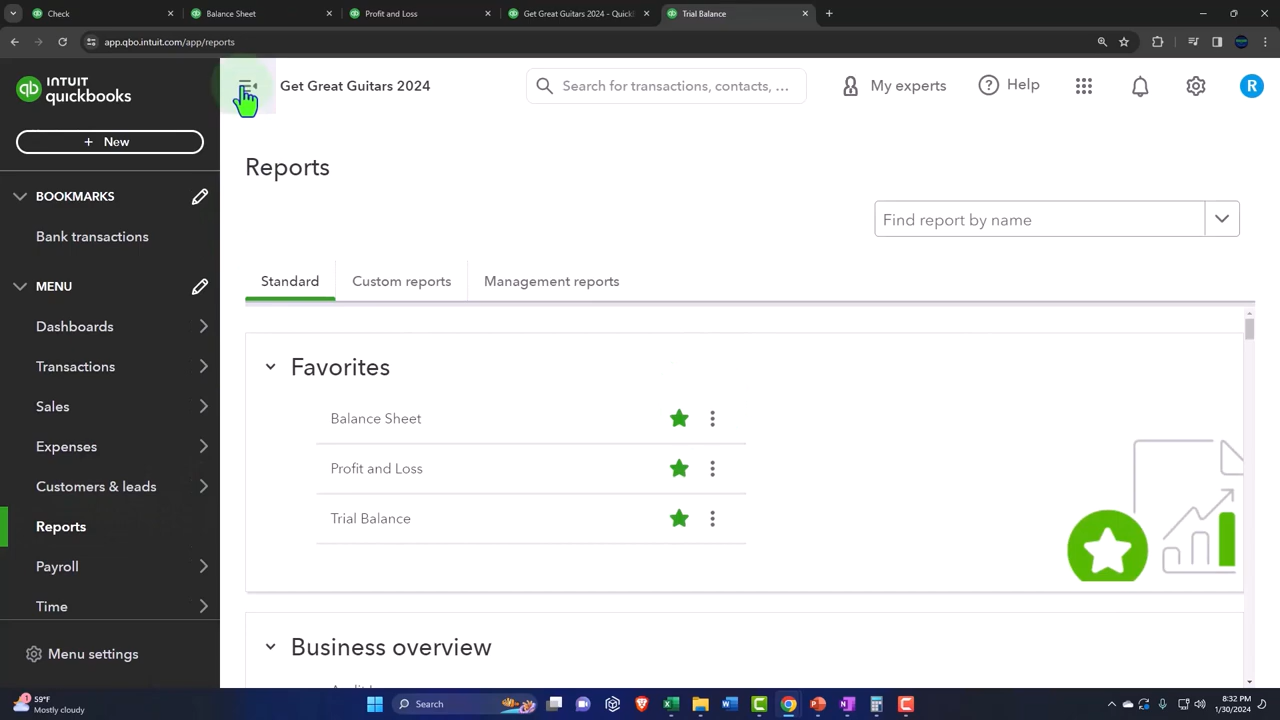 Balance Sheet
Profit and Loss
Get Great Guitars 2024 - Quick
Trial Balance
app.qbo.intuit.com/app/reports
INTUIT
quickbooks
Get Great Guitars 2024
Search for transactions, contacts, ...
My experts
Help
R
+ New
BOOKMARKS
Bank transactions
MENU
Dashboards
Transactions
Sales
Expenses
Customers & leads
Reports
Payroll
Time
Menu settings
Reports
Find report by name
Standard
Custom reports
Management reports
Favorites
Balance Sheet
Profit and Loss
Trial Balance
Business overview
1
59°F
Mostly cloudy
Search
8:32 PM
1/30/2024